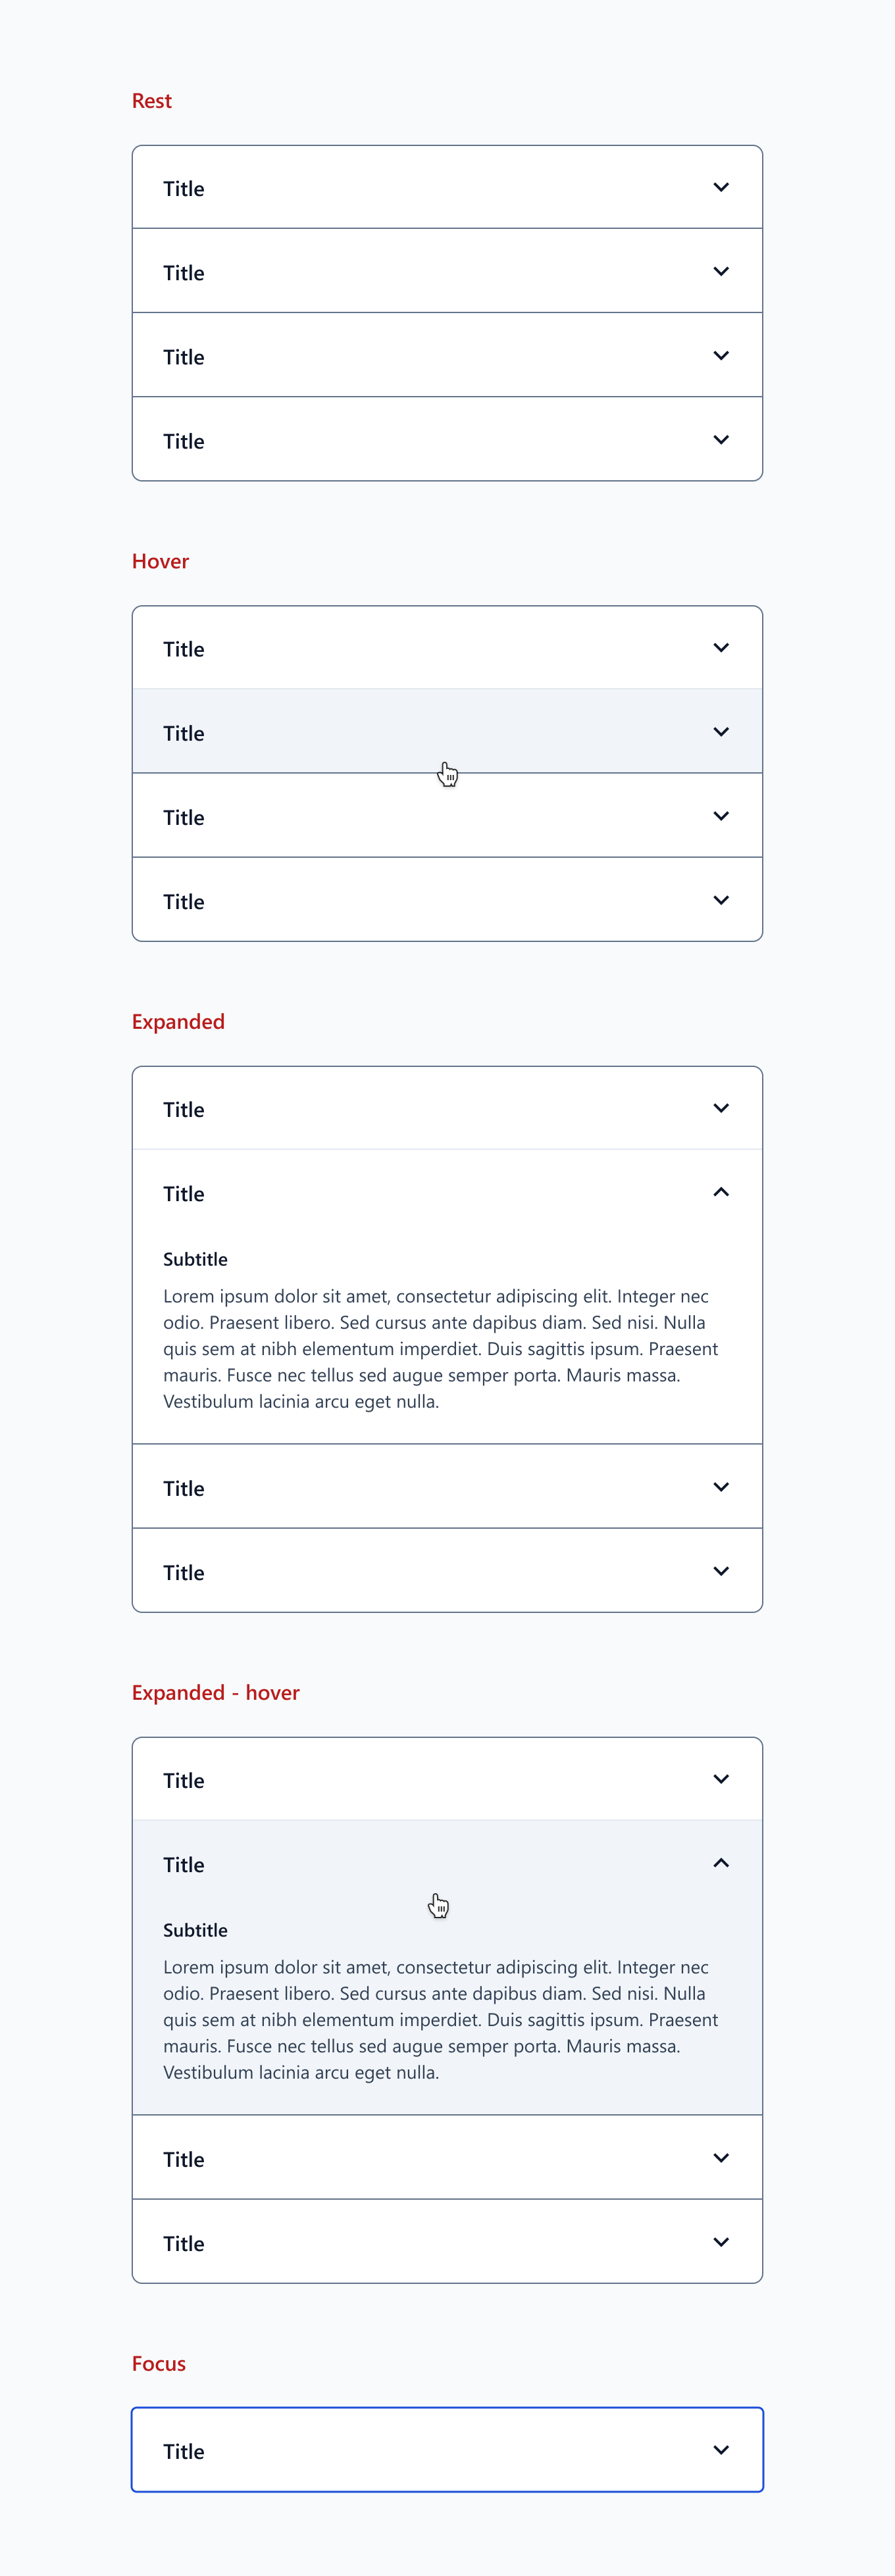 Rest
Title
Title
Title
Title
Hover
Title
Title
Title
Title
Expanded
Title
Title
Subtitle
Lorem ipsum dolor sit amet, consectetur adipiscing elit. Integer nec
odio. Praesent libero. Sed cursus ante dapibus diam. Sed nisi. Nulla
quis sem at nibh elementum imperdiet. Duis sagittis ipsum. Praesent
mauris. Fusce nec tellus sed augue semper porta. Mauris massa.
Vestibulum lacinia arcu eget nulla.
Title
Title
Expanded - hover
Title
Title
Subtitle
Lorem ipsum dolor sit amet, consectetur adipiscing elit. Integer nec
odio. Praesent libero. Sed cursus ante dapibus diam. Sed nisi. Nulla
quis sem at nibh elementum imperdiet. Duis sagittis ipsum. Praesent
mauris. Fusce nec tellus sed augue semper porta. Mauris massa.
Vestibulum lacinia arcu eget nulla.
Title
Title
Focus
Title